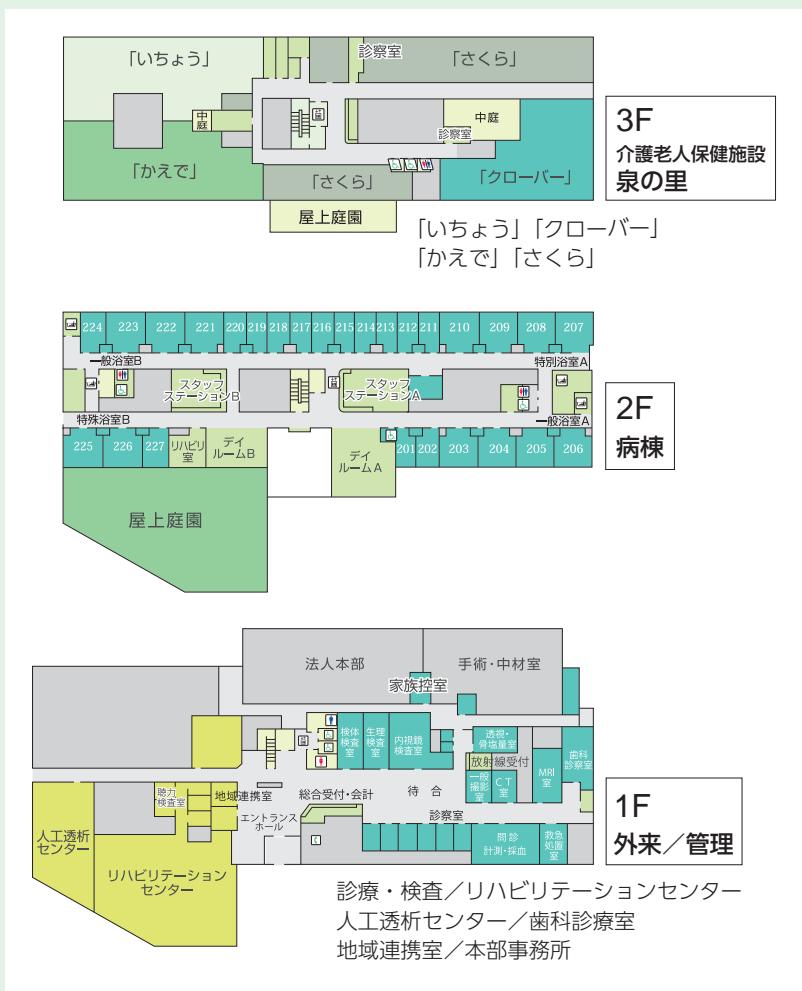 「いちょう」
診察室
「さくら」
中庭
中庭
診察室
「かえで」
「さくら」
「クローバー」
屋上庭園
3F
介護老人保健施設
泉の里
「いちょう」「クローバー」
「かえで」「さくら」
224 223 222 221 220 219 218 217 216 215 214 213 212 211 210 209 208 207
一般浴室B
特別浴室A
スタッフ
ステーションB
スタッフ
ステーションA
特殊浴室B
一般浴室A
225 226 227
リハビリ
室
デイ
ルームB
デイ
ルームA
201 202 203 204 205 206
屋上庭園
2F
病棟
法人本部
手術・中材室
家族控室
検体
検査
室
生理
検査
室
内視鏡
検査室
透視・
骨塩量室
放射線受付
一般
撮影
室
CT
室
MRI
室
歯科
診察室
聴力
検査室
地域連携室
総合受付・会計
待合
エントランス
ホール
診察室
問診
計測・採血
救急
処置
室
人工透析
センター
リハビリテーション
センター
1F
外来／管理
診療・検査／リハビリテーションセンター
人工透析センター／歯科診療室
地域連携室／本部事務所